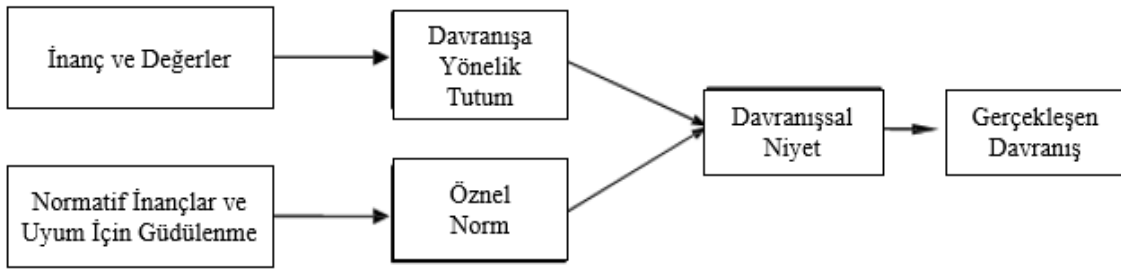 İnanç ve Değerler
Davranışa
Yönelik
Tutum
Normatif İnançlar ve
Uyum İçin Güdülenme
Öznel
Norm
Davranışsal
Niyet
Gerçekleşen
Davranış